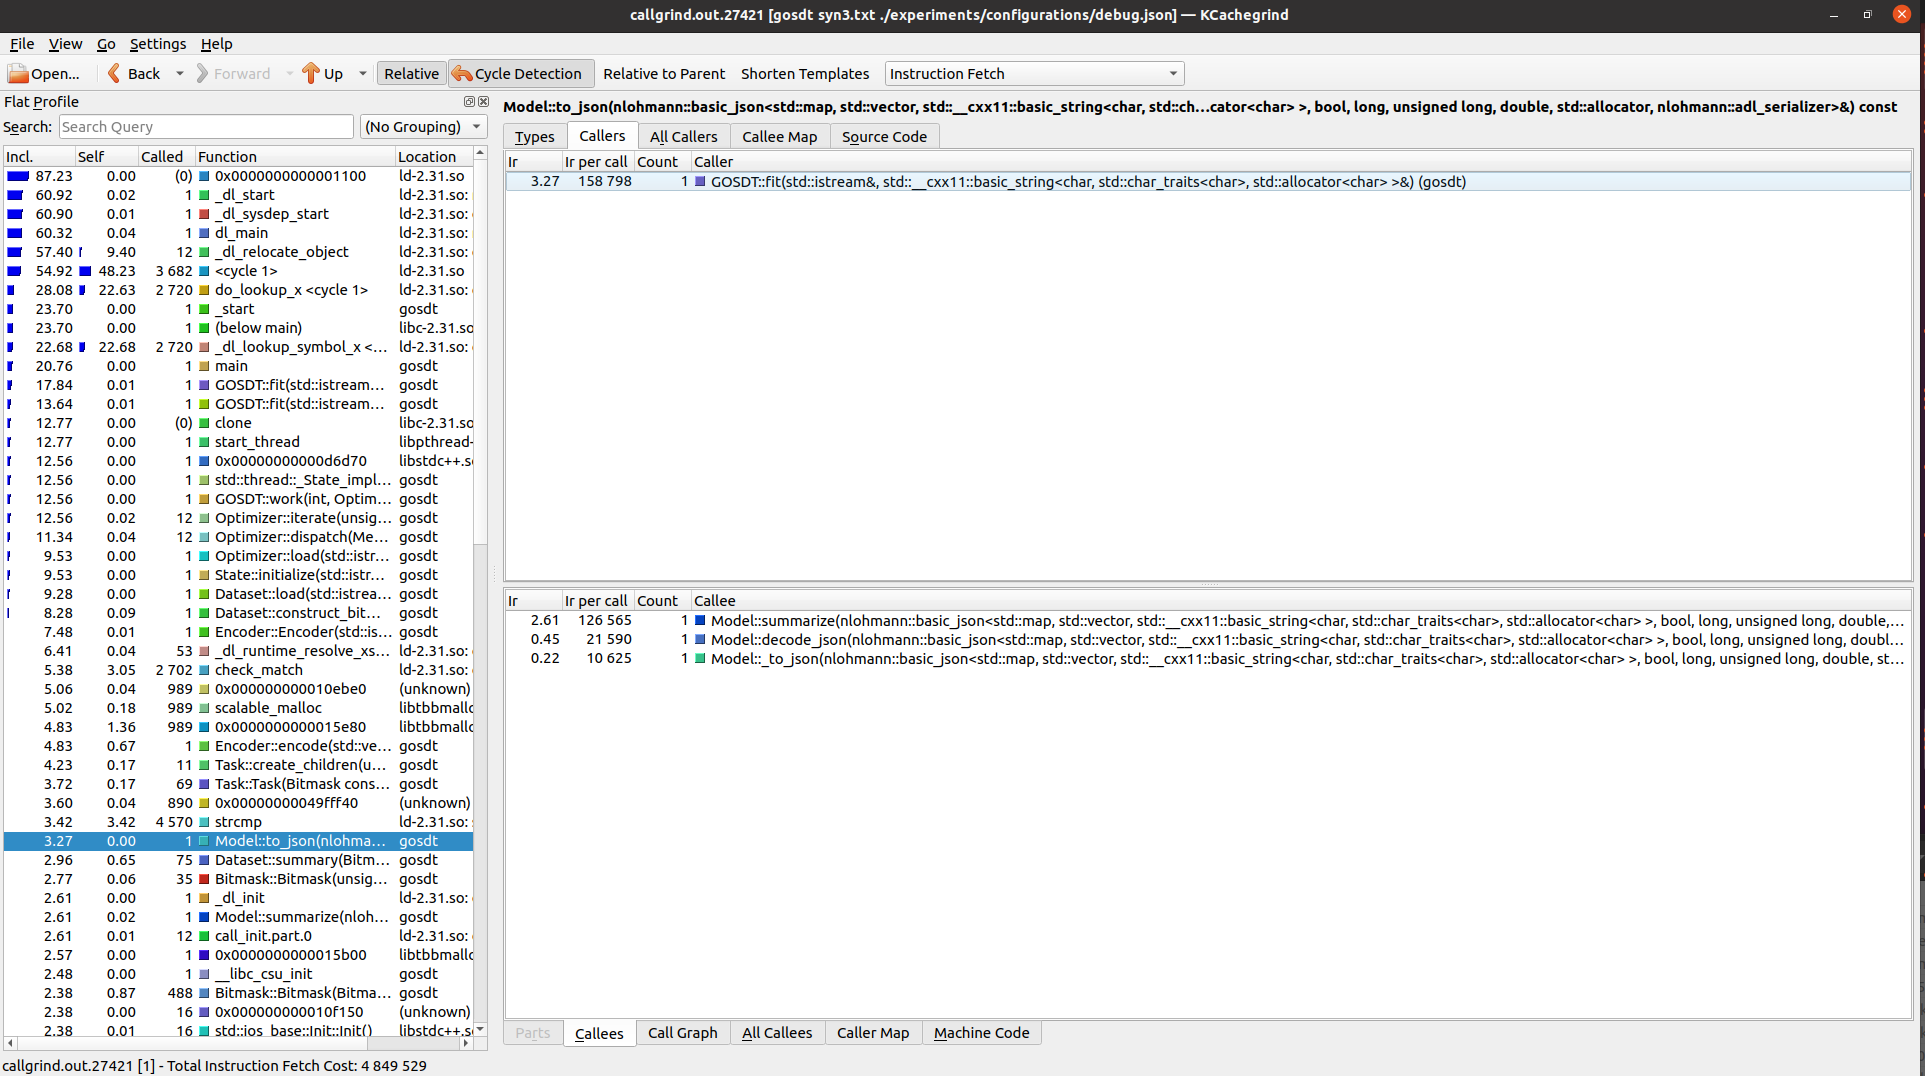 callgrind.out.27421 [gosdt syn3.txt ./experiments/configurations/debug.json] — KCachegrind
File View Go Settings Help
Open... Back Forward Up Relative Cycle Detection Relative to Parent Shorten Templates Instruction Fetch
Flat Profile
Search: Search Query (No Grouping)
Incl. Self Called Function Location
87.23 0.00 (0) 0x0000000000001100 ld-2.31.so
60.92 0.02 1 _dl_start ld-2.31.so:
60.90 0.01 1 _dl_sysdep_start ld-2.31.so:
60.32 0.04 1 dl_main ld-2.31.so:
57.40 9.40 12 _dl_relocate_object ld-2.31.so:
54.92 48.23 3 682 <cycle 1> ld-2.31.so
28.08 22.63 2 720 do_lookup_x <cycle 1> ld-2.31.so:
23.70 0.00 1 _start gosdt
23.70 0.00 1 (below main) libc-2.31.so
22.68 22.68 2 720 _dl_lookup_symbol_x <... ld-2.31.so:
20.76 0.00 1 main gosdt
17.84 0.01 1 GOSDT::fit(std::istream... gosdt
13.64 0.01 1 GOSDT::fit(std::istream... gosdt
12.77 0.00 (0) clone libc-2.31.so
12.77 0.00 1 start_thread libpthread-
12.56 0.00 1 0x00000000000d6d70 libstdc++.s
12.56 0.00 1 std::thread::_State_impl... gosdt
12.56 0.00 1 GOSDT::work(int, Optim... gosdt
12.56 0.02 12 Optimizer::iterate(unsig... gosdt
11.34 0.04 12 Optimizer::dispatch(Me... gosdt
9.53 0.00 1 Optimizer::load(std::istr... gosdt
9.53 0.00 1 State::initialize(std::istr... gosdt
9.28 0.00 1 Dataset::load(std::istrea... gosdt
8.28 0.09 1 Dataset::construct_bit... gosdt
7.48 0.01 1 Encoder::Encoder(std::is... gosdt
6.41 0.04 53 _dl_runtime_resolve_xs... ld-2.31.so:
5.38 3.05 2 702 check_match ld-2.31.so:
5.06 0.04 989 0x000000000010ebe0 (unknown)
5.02 0.18 989 scalable_malloc libtbbmallo
4.83 1.36 989 0x0000000000015e80 libtbbmallo
4.83 0.67 1 Encoder::encode(std::ve... gosdt
4.23 0.17 11 Task::create_children(u... gosdt
3.72 0.17 69 Task::Task(Bitmask cons... gosdt
3.60 0.04 890 0x00000000049fff40 (unknown)
3.42 3.42 4 570 strcmp ld-2.31.so:
3.27 0.00 1 Model::to_json(nlohma... gosdt
2.96 0.65 75 Dataset::summary(Bitm... gosdt
2.77 0.06 35 Bitmask::Bitmask(unsig... gosdt
2.61 0.00 1 _dl_init ld-2.31.so:
2.61 0.02 1 Model::summarize(nloh... gosdt
2.61 0.01 12 call_init.part.0 ld-2.31.so:
2.57 0.00 1 0x0000000000015b00 libtbbmallo
2.48 0.00 1 __libc_csu_init gosdt
2.38 0.87 488 Bitmask::Bitmask(Bitma... gosdt
2.38 0.00 16 0x000000000010f150 (unknown)
2.38 0.01 16 std::ios_base::Init::Init() libstdc++.s
Model::to_json(nlohmann::basic_json<std::map, std::vector, std::__cxx11::basic_string<char, std::ch...cator<char> >, bool, long, unsigned long, double, std::allocator, nlohmann::adl_serializer>&) const
Types Callers All Callers Callee Map Source Code
Ir Ir per call Count Caller
3.27 158 798 1 GOSDT::fit(std::istream&, std::__cxx11::basic_string<char, std::char_traits<char>, std::allocator<char> >&) (gosdt)
Ir Ir per call Count Callee
2.61 126 565 1 Model::summarize(nlohmann::basic_json<std::map, std::vector, std::__cxx11::basic_string<char, std::char_traits<char>, std::allocator<char> >, bool, long, unsigned long, double,...
0.45 21 590 1 Model::decode_json(nlohmann::basic_json<std::map, std::vector, std::__cxx11::basic_string<char, std::char_traits<char>, std::allocator<char> >, bool, long, unsigned long, doubl...
0.22 10 625 1 Model::_to_json(nlohmann::basic_json<std::map, std::vector, std::__cxx11::basic_string<char, std::char_traits<char>, std::allocator<char> >, bool, long, unsigned long, double, st...
Parts Callees Call Graph All Callees Caller Map Machine Code
callgrind.out.27421 [1] - Total Instruction Fetch Cost: 4 849 529